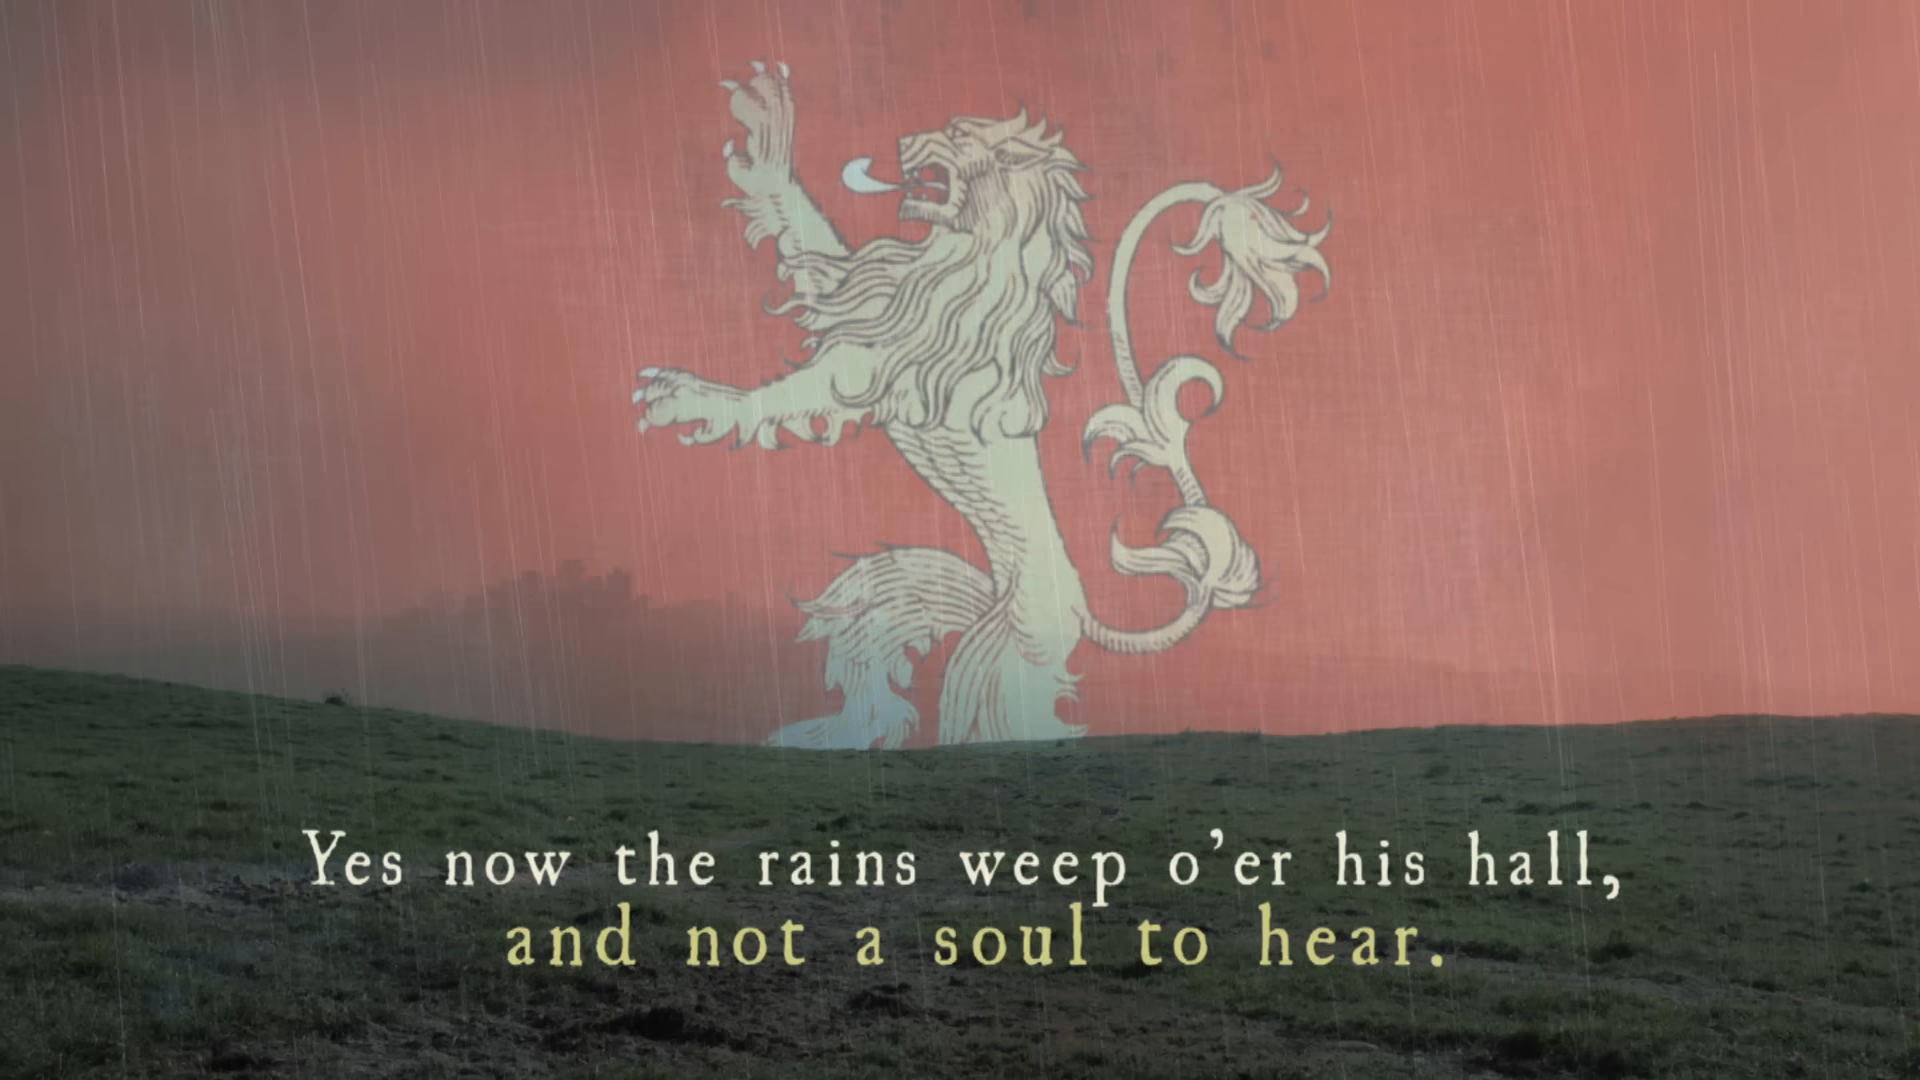 Yes now the rains weep o’er his hall,
and not a soul to hear.